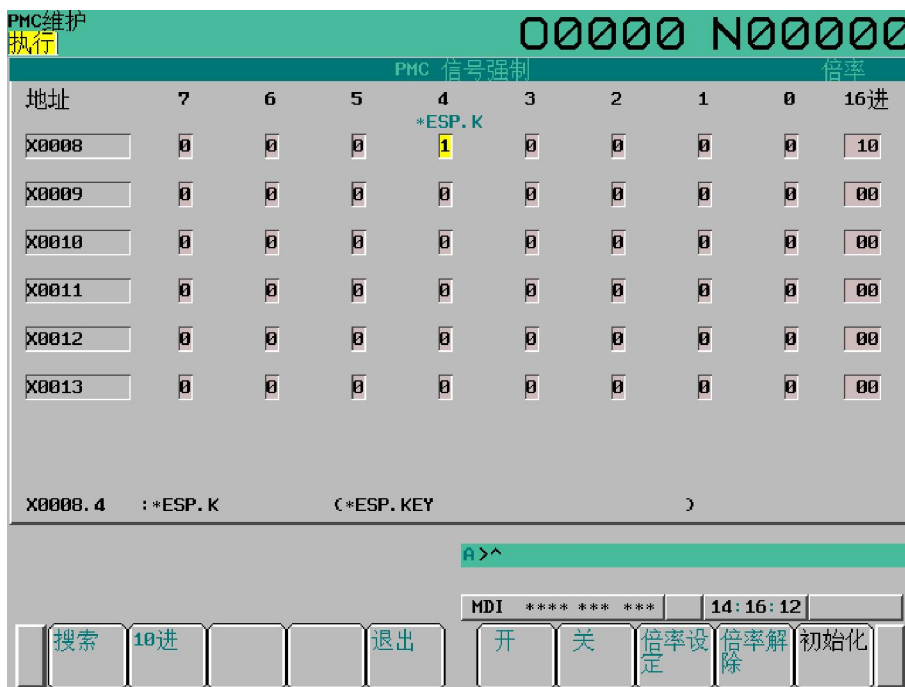 PMC维护
执行
O0000 N00000
PMC 信号强制 倍率
地址 7 6 5 4 3 2 1 0 16进
*ESP.K
X0008 0 0 0 1 0 0 0 0 10
X0009 0 0 0 0 0 0 0 0 00
X0010 0 0 0 0 0 0 0 0 00
X0011 0 0 0 0 0 0 0 0 00
X0012 0 0 0 0 0 0 0 0 00
X0013 0 0 0 0 0 0 0 0 00
X0008.4 :*ESP.K (*ESP.KEY )
A>^
MDI **** *** *** 14:16:12
搜索 10进 退出 开 关 倍率设定 倍率解除 初始化